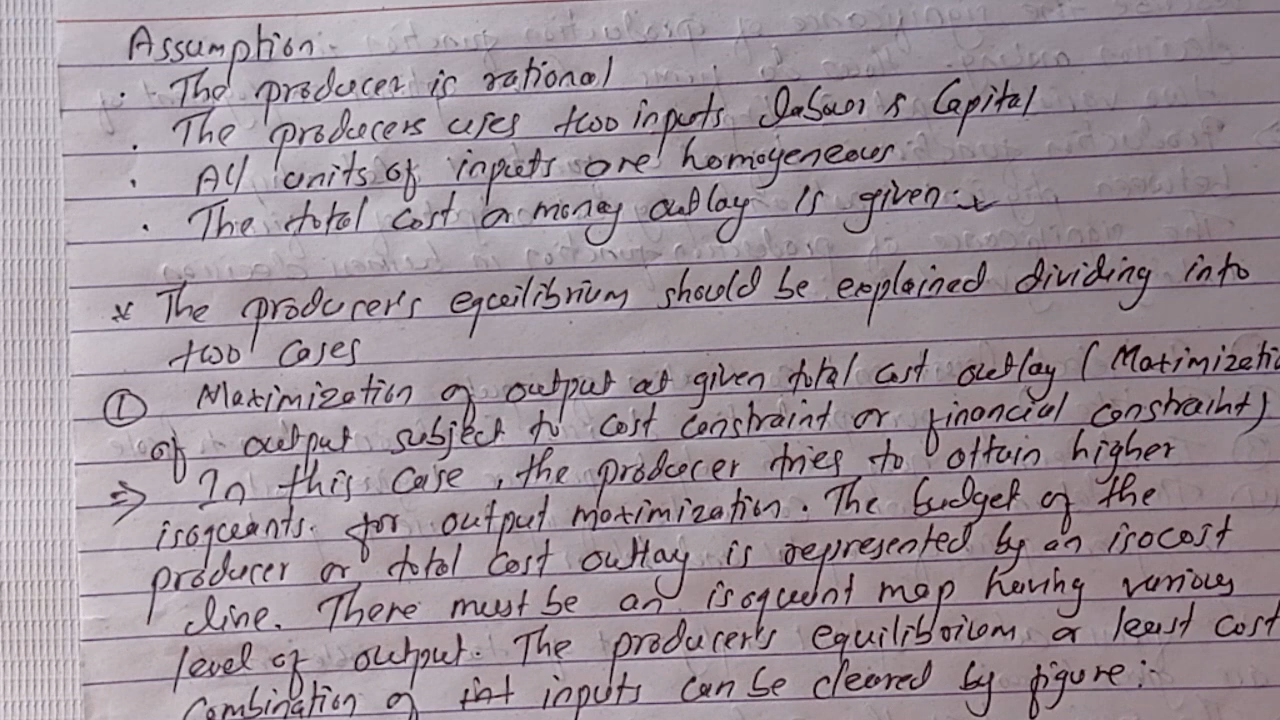 Assumption.
· The producer is rational
· The producers uses two inputs labour & Capital
· All units of inputs are homogeneous
· The total cost or money outlay is given.
* The producer's equilibrium should be explained dividing into
two cases
① Maximization of output at given total cost outlay (Maximizatio
of output subject to cost constraint or financial constraint)
⇒ In this case, the producer tries to attain higher
isoquants for output maximization. The budget of the
producer or total cost outlay is represented by an isocost
line. There must be an isoquant map having various
level of output. The producer's equilibrium or least cost
combination of inputs can be cleared by figure:-